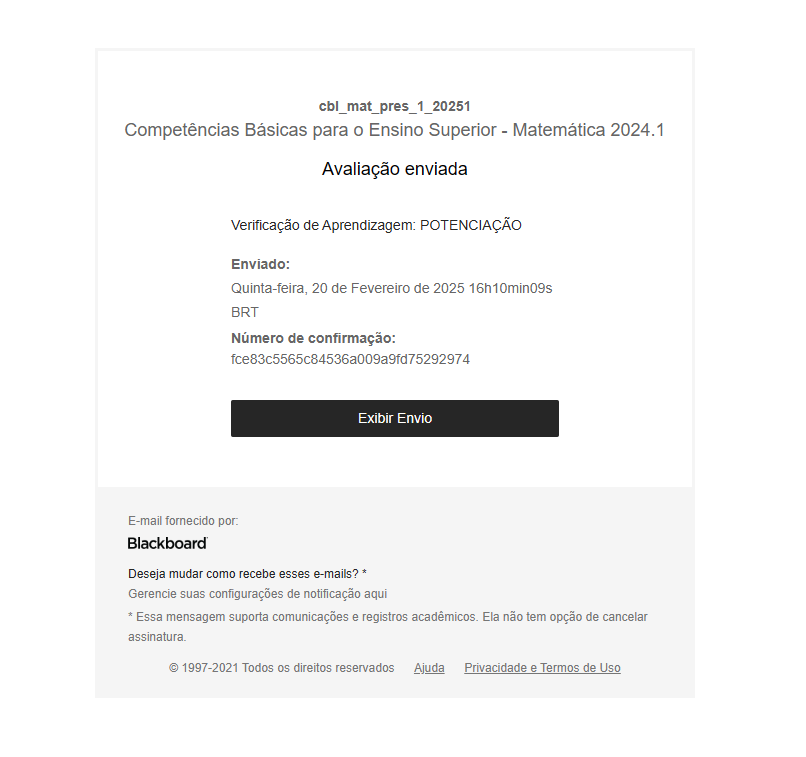 cbl_mat_pres_1_20251
Competências Básicas para o Ensino Superior - Matemática 2024.1
Avaliação enviada
Verificação de Aprendizagem: POTENCIAÇÃO
Enviado:
Quinta-feira, 20 de Fevereiro de 2025 16h10min09s
BRT
Número de confirmação:
fce83c5565c84536a009a9fd75292974
Exibir Envio
E-mail fornecido por:
Blackboard
Deseja mudar como recebe esses e-mails? *
Gerencie suas configurações de notificação aqui
* Essa mensagem suporta comunicações e registros acadêmicos. Ela não tem opção de cancelar
assinatura.
© 1997-2021 Todos os direitos reservados Ajuda Privacidade e Termos de Uso